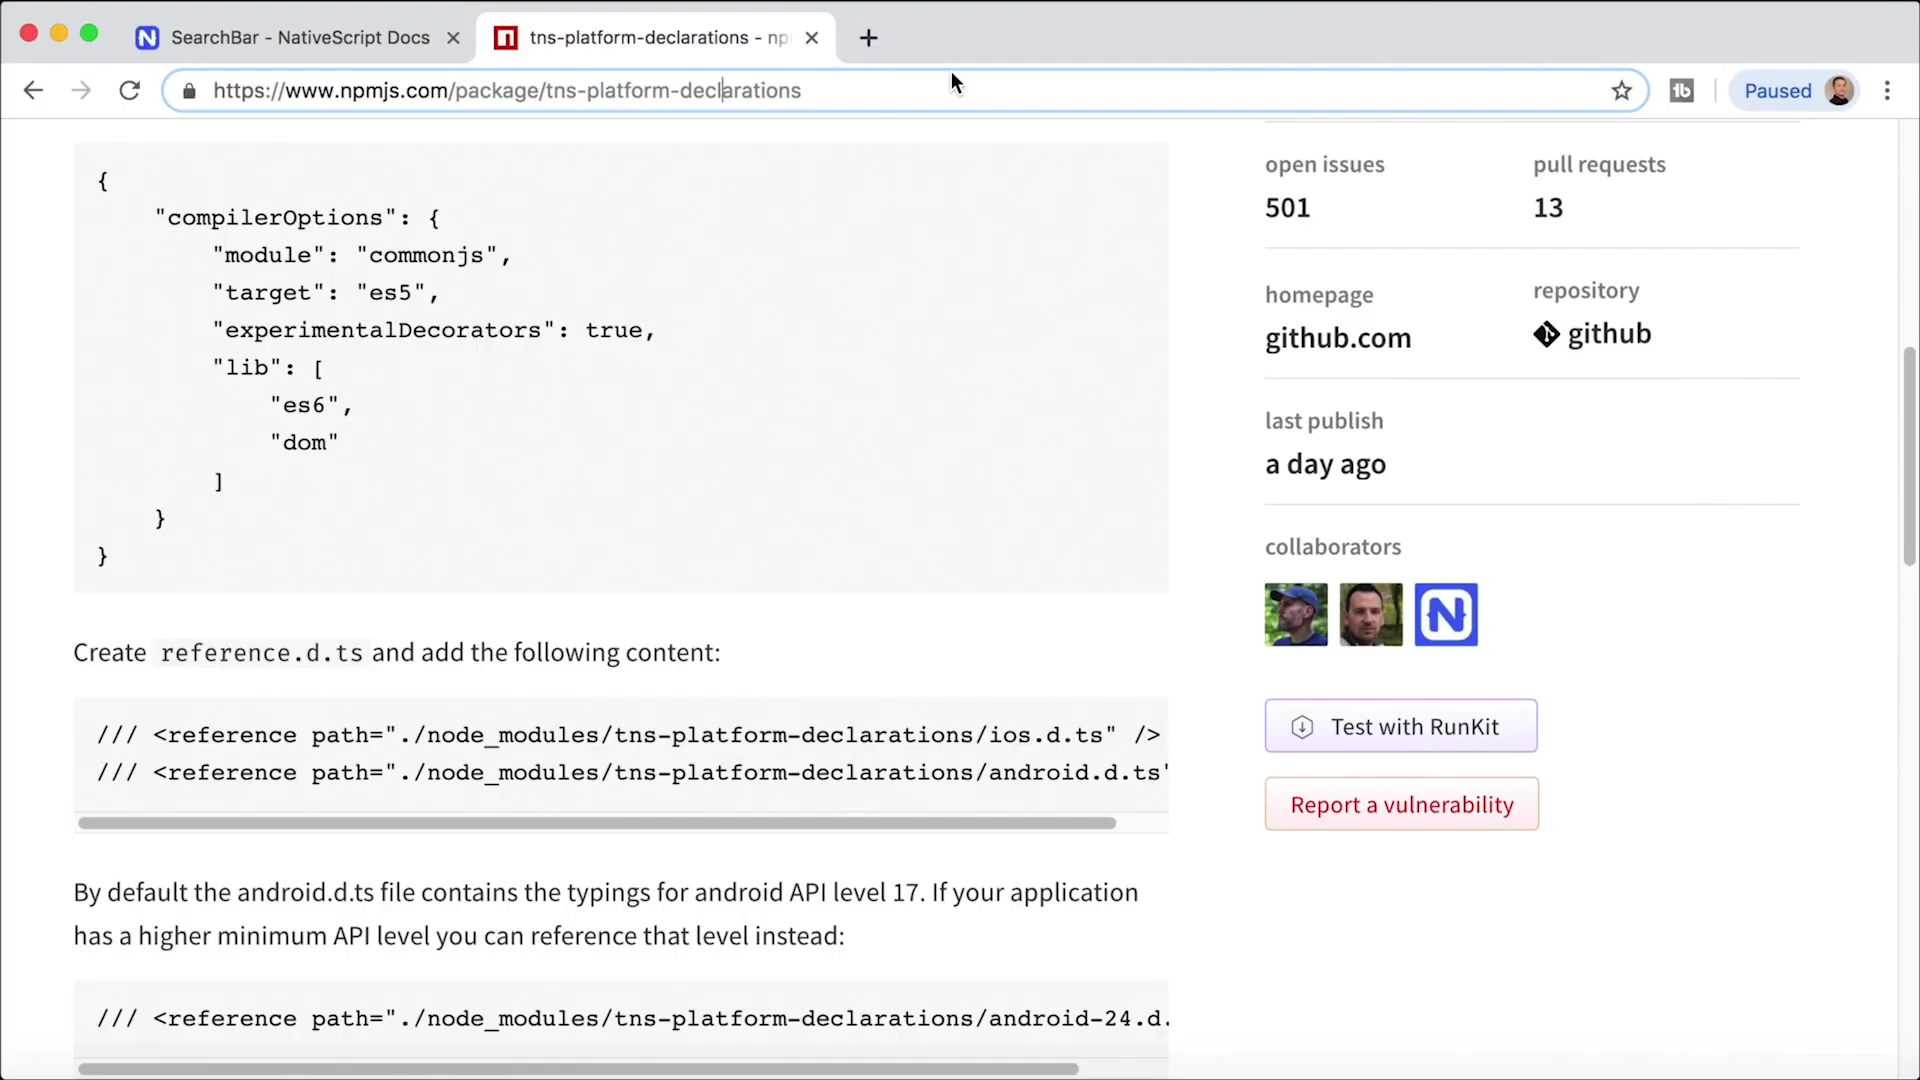 SearchBar - NativeScript Docs
tns-platform-declarations - np
https://www.npmjs.com/package/tns-platform-declarations
Paused
{
"compilerOptions": {
"module": "commonjs",
"target": "es5",
"experimentalDecorators": true,
"lib": [
"es6",
"dom"
]
}
}
Create reference.d.ts and add the following content:
/// <reference path="./node_modules/tns-platform-declarations/ios.d.ts" />
/// <reference path="./node_modules/tns-platform-declarations/android.d.ts"
By default the android.d.ts file contains the typings for android API level 17. If your application
has a higher minimum API level you can reference that level instead:
/// <reference path="./node_modules/tns-platform-declarations/android-24.d.
open issues
501
pull requests
13
homepage
github.com
repository
github
last publish
a day ago
collaborators
Test with RunKit
Report a vulnerability